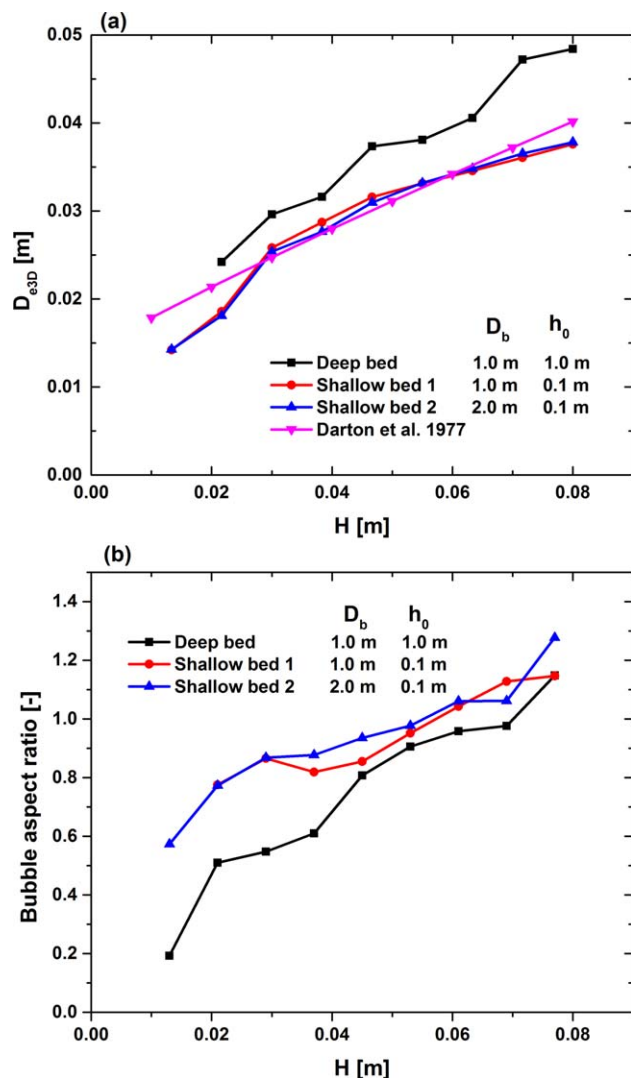 (a)
0.05
0.04
0.03
0.02
0.01
0.00
D_e3D [m]
D_b h_0
Deep bed 1.0 m 1.0 m
Shallow bed 1 1.0 m 0.1 m
Shallow bed 2 2.0 m 0.1 m
Darton et al. 1977
0.00 0.02 0.04 0.06 0.08
H [m]
(b)
1.4
1.2
1.0
0.8
0.6
0.4
0.2
0.0
Bubble aspect ratio [-]
D_b h_0
Deep bed 1.0 m 1.0 m
Shallow bed 1 1.0 m 0.1 m
Shallow bed 2 2.0 m 0.1 m
0.00 0.02 0.04 0.06 0.08
H [m]